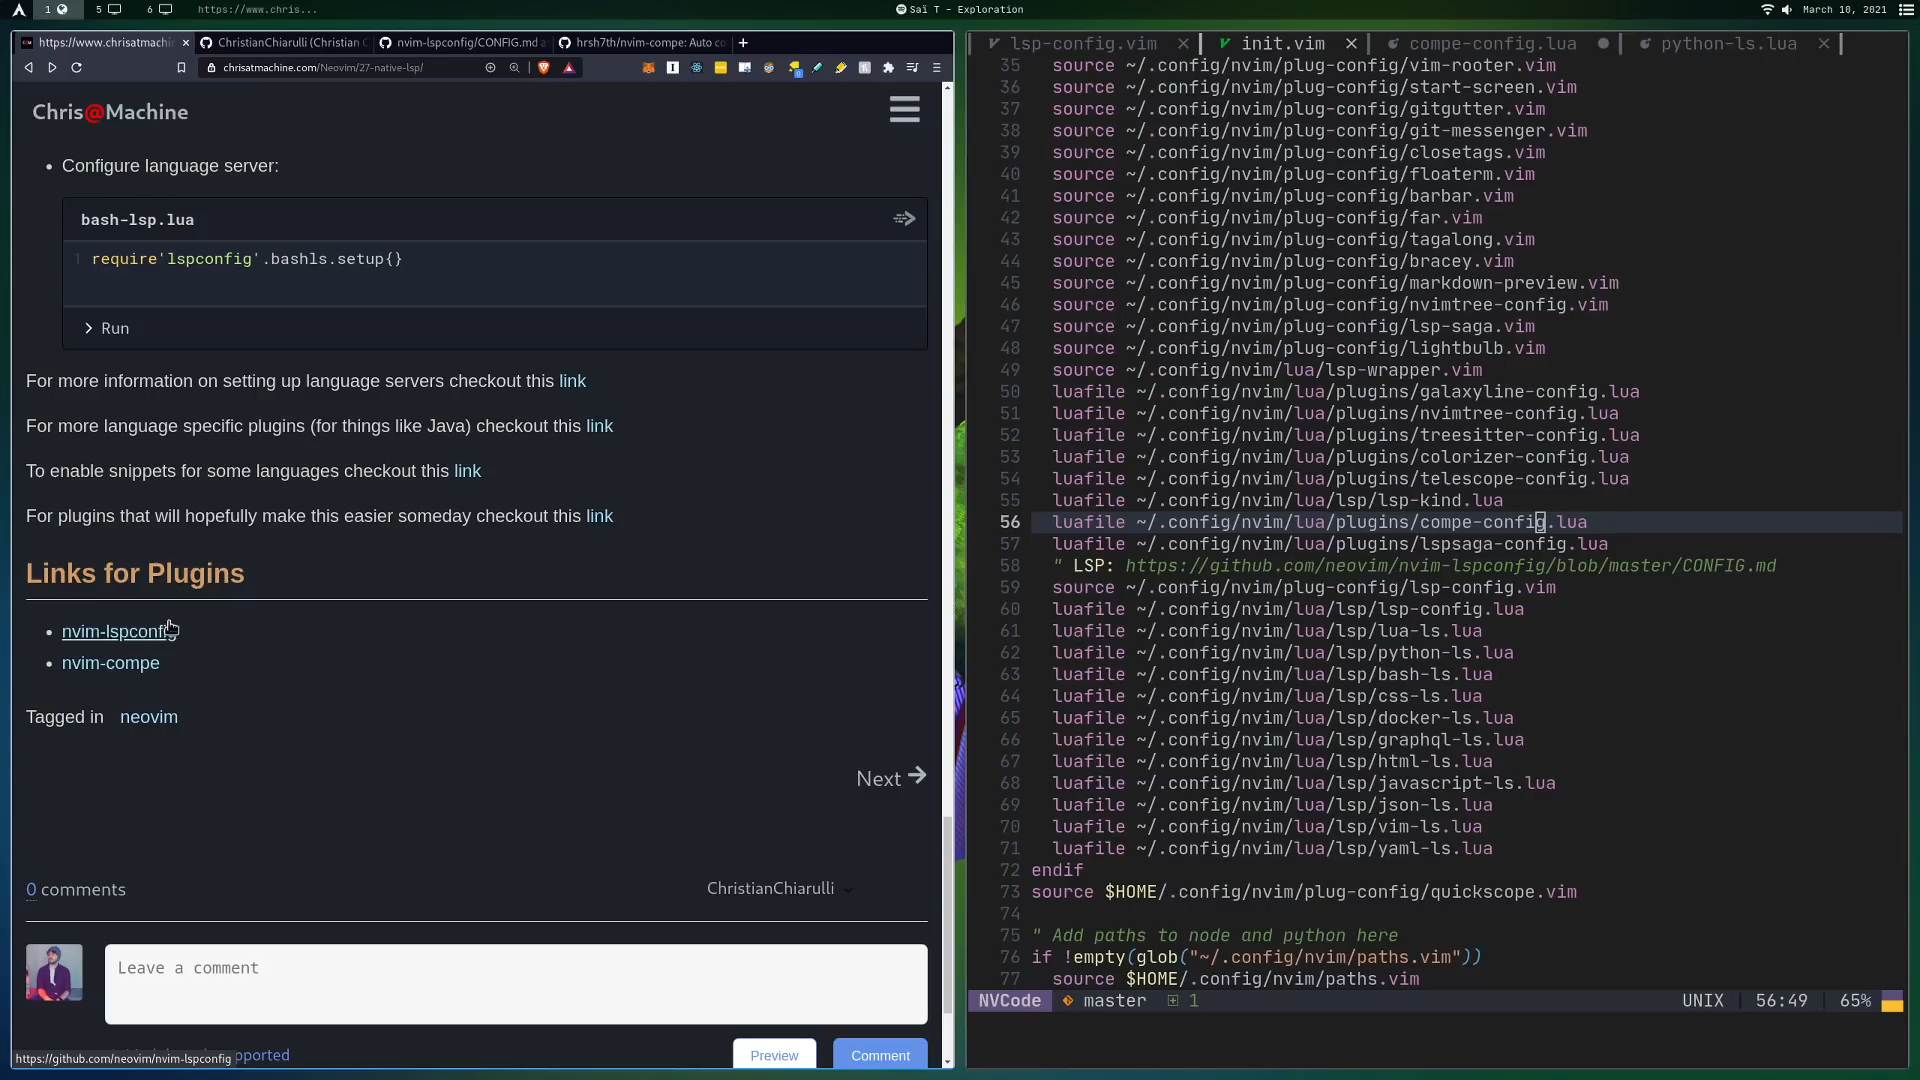 1 5 6 https://www.chris... Saï T - Exploration March 10, 2021
https://www.chrisatmachin ChristianChiarulli (Christian C nvim-lspconfig/CONFIG.md a hrsh7th/nvim-compe: Auto co
chrisatmachine.com/Neovim/27-native-lsp/
Chris@Machine
Configure language server:
bash-lsp.lua
1 require'lspconfig'.bashls.setup{}
Run
For more information on setting up language servers checkout this link
For more language specific plugins (for things like Java) checkout this link
To enable snippets for some languages checkout this link
For plugins that will hopefully make this easier someday checkout this link
Links for Plugins
nvim-lspconfig
nvim-compe
Tagged in neovim
Next
0 comments ChristianChiarulli
Leave a comment
https://github.com/neovim/nvim-lspconfig pported
Preview Comment
lsp-config.vim init.vim compe-config.lua python-ls.lua
35 source ~/.config/nvim/plug-config/vim-rooter.vim
36 source ~/.config/nvim/plug-config/start-screen.vim
37 source ~/.config/nvim/plug-config/gitgutter.vim
38 source ~/.config/nvim/plug-config/git-messenger.vim
39 source ~/.config/nvim/plug-config/closetags.vim
40 source ~/.config/nvim/plug-config/floaterm.vim
41 source ~/.config/nvim/plug-config/barbar.vim
42 source ~/.config/nvim/plug-config/far.vim
43 source ~/.config/nvim/plug-config/tagalong.vim
44 source ~/.config/nvim/plug-config/bracey.vim
45 source ~/.config/nvim/plug-config/markdown-preview.vim
46 source ~/.config/nvim/plug-config/nvimtree-config.vim
47 source ~/.config/nvim/plug-config/lsp-saga.vim
48 source ~/.config/nvim/plug-config/lightbulb.vim
49 source ~/.config/nvim/lua/lsp-wrapper.vim
50 luafile ~/.config/nvim/lua/plugins/galaxyline-config.lua
51 luafile ~/.config/nvim/lua/plugins/nvimtree-config.lua
52 luafile ~/.config/nvim/lua/plugins/treesitter-config.lua
53 luafile ~/.config/nvim/lua/plugins/colorizer-config.lua
54 luafile ~/.config/nvim/lua/plugins/telescope-config.lua
55 luafile ~/.config/nvim/lua/lsp/lsp-kind.lua
56 luafile ~/.config/nvim/lua/plugins/compe-config.lua
57 luafile ~/.config/nvim/lua/plugins/lspsaga-config.lua
58 " LSP: https://github.com/neovim/nvim-lspconfig/blob/master/CONFIG.md
59 source ~/.config/nvim/plug-config/lsp-config.vim
60 luafile ~/.config/nvim/lua/lsp/lsp-config.lua
61 luafile ~/.config/nvim/lua/lsp/lua-ls.lua
62 luafile ~/.config/nvim/lua/lsp/python-ls.lua
63 luafile ~/.config/nvim/lua/lsp/bash-ls.lua
64 luafile ~/.config/nvim/lua/lsp/css-ls.lua
65 luafile ~/.config/nvim/lua/lsp/docker-ls.lua
66 luafile ~/.config/nvim/lua/lsp/graphql-ls.lua
67 luafile ~/.config/nvim/lua/lsp/html-ls.lua
68 luafile ~/.config/nvim/lua/lsp/javascript-ls.lua
69 luafile ~/.config/nvim/lua/lsp/json-ls.lua
70 luafile ~/.config/nvim/lua/lsp/vim-ls.lua
71 luafile ~/.config/nvim/lua/lsp/yaml-ls.lua
72 endif
73 source $HOME/.config/nvim/plug-config/quickscope.vim
74
75 " Add paths to node and python here
76 if !empty(glob("~/.config/nvim/paths.vim"))
77 source $HOME/.config/nvim/paths.vim
NVCode master 1 UNIX 56:49 65%